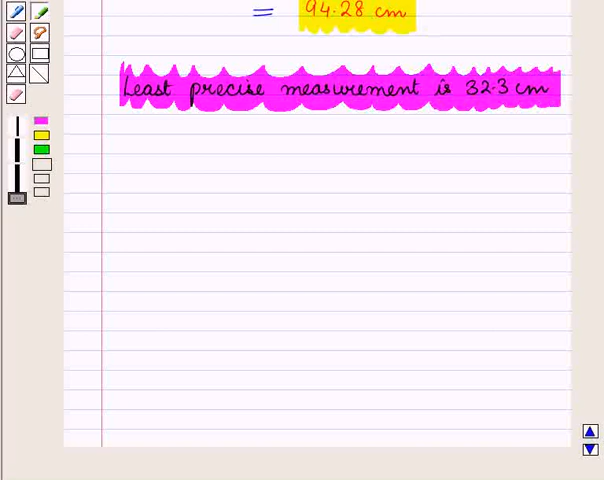 = 94.28 cm
Least precise measurement is 32.3 cm